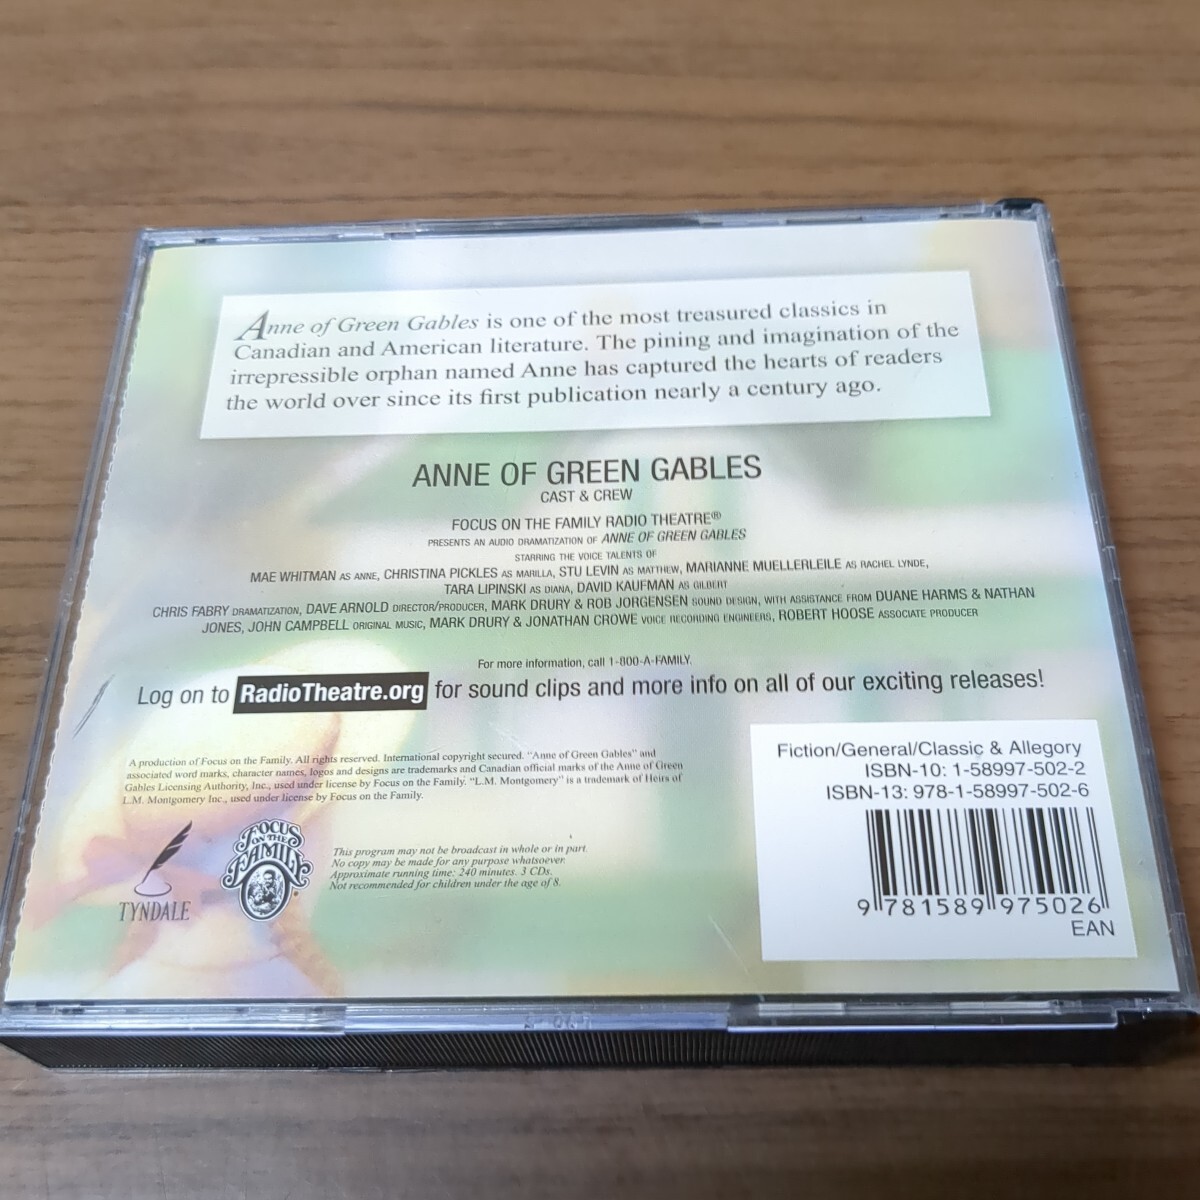 Anne of Green Gables is one of the most treasured classics in
Canadian and American literature. The pining and imagination of the
irrepressible orphan named Anne has captured the hearts of readers
the world over since its first publication nearly a century ago.
ANNE OF GREEN GABLES
CAST & CREW
FOCUS ON THE FAMILY RADIO THEATRE®
PRESENTS AN AUDIO DRAMATIZATION OF ANNE OF GREEN GABLES
STARRING THE VOICE TALENTS OF
MAE WHITMAN AS ANNE, CHRISTINA PICKLES AS MARILLA, STU LEVIN AS MATTHEW, MARIANNE MUELLERLEILE AS RACHEL LYNDE,
TARA LIPINSKI AS DIANA, DAVID KAUFMAN AS GILBERT
CHRIS FABRY DRAMATIZATION, DAVE ARNOLD DIRECTOR/PRODUCER, MARK DRURY & ROB JORGENSEN SOUND DESIGN, WITH ASSISTANCE FROM DUANE HARMS & NATHAN
JONES, JOHN CAMPBELL ORIGINAL MUSIC, MARK DRURY & JONATHAN CROWE VOICE RECORDING ENGINEERS, ROBERT HOOSE ASSOCIATE PRODUCER
For more information, call 1-800-A-FAMILY.
Log on to RadioTheatre.org for sound clips and more info on all of our exciting releases!
A production of Focus on the Family. All rights reserved. International copyright secured. "Anne of Green Gables" and
associated word marks, character names, logos and designs are trademarks and Canadian official marks of the Anne of Green
Gables Licensing Authority, Inc., used under license by Focus on the Family. "L.M. Montgomery" is a trademark of Heirs of
L.M. Montgomery Inc., used under license by Focus on the Family.
TYNDALE
FOCUS
ON THE
FAMILY
This program may not be broadcast in whole or in part.
No copy may be made for any purpose whatsoever.
Approximate running time: 240 minutes. 3 CDs.
Not recommended for children under the age of 8.
Fiction/General/Classic & Allegory
ISBN-10: 1-58997-502-2
ISBN-13: 978-1-58997-502-6
9 781589 975026
EAN